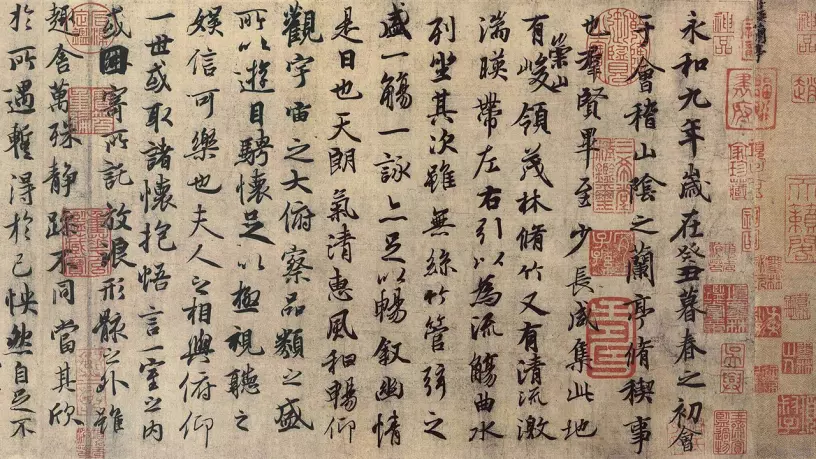 永和九年歲在癸丑暮春之初會
于會稽山陰之蘭亭脩稧事
也羣賢畢至少長咸集此地
有崇山峻領茂林脩竹又有清流激
湍暎帶左右引以為流觴曲水
列坐其次雖無絲竹管弦之
盛一觴一詠亦足以暢敘幽情
是日也天朗氣清惠風和暢仰
觀宇宙之大俯察品類之盛
所以遊目騁懷足以極視聽之
娛信可樂也夫人之相與俯仰
一世或取諸懷抱悟言一室之內
或因寄所託放浪形骸之外雖
趣舍萬殊靜躁不同當其欣
於所遇暫得於己怏然自足不